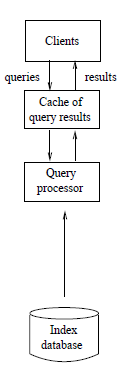 Clients
queries results
Cache of
query results
Query
processor
Index
database